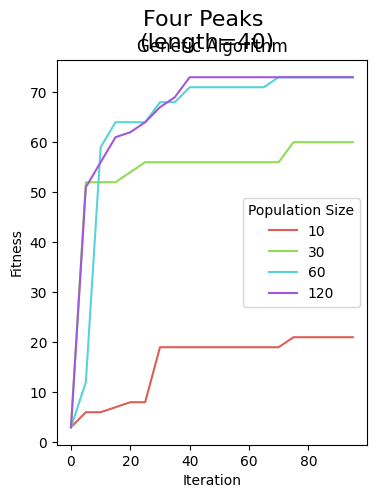 Four Peaks
(length=40)
Genetic Algorithm
Fitness
70
60
50
40
30
20
10
0
Population Size
10
30
60
120
0
20
40
60
80
Iteration